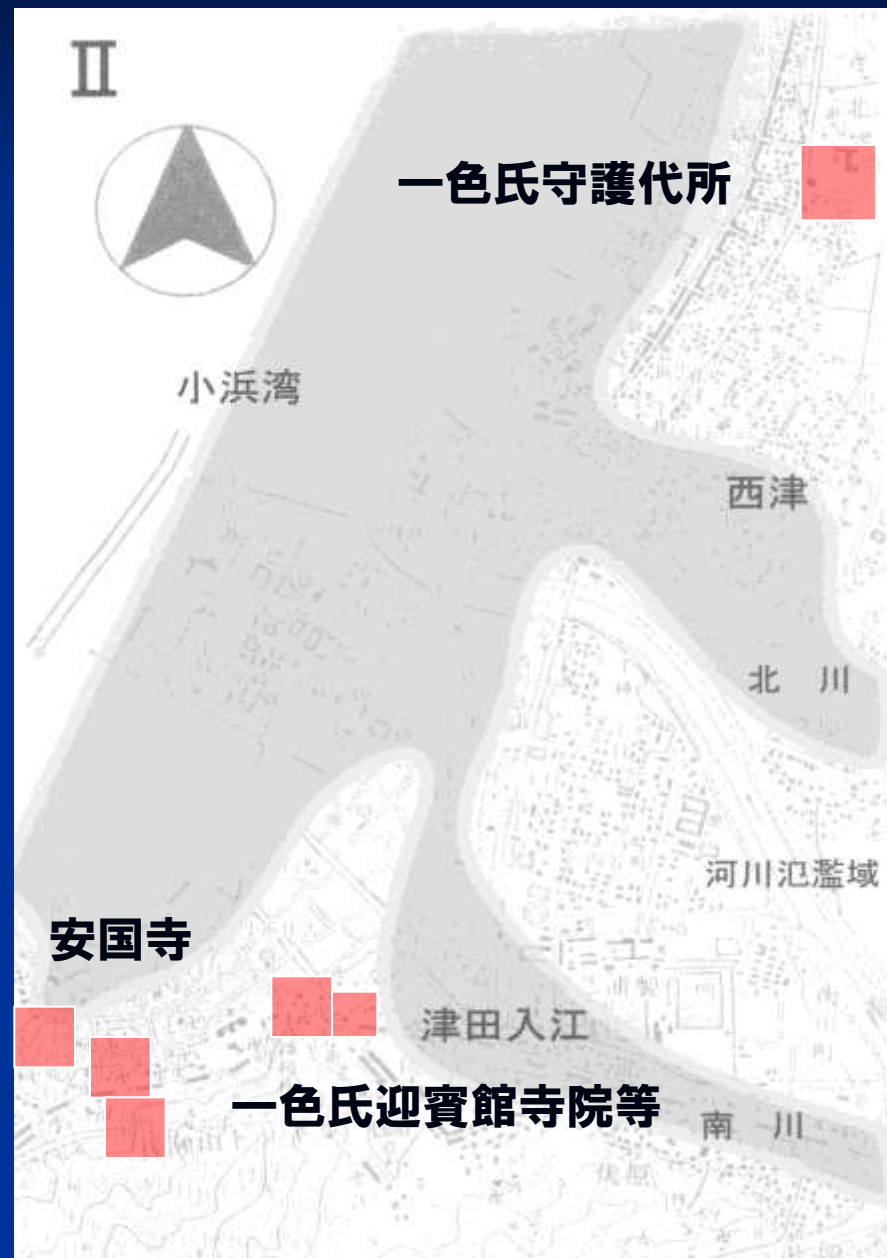 II
一色氏守護代所
小浜湾
西津
北 川
河川氾濫域
安国寺
津田入江
一色氏迎賓館寺院等
南 川